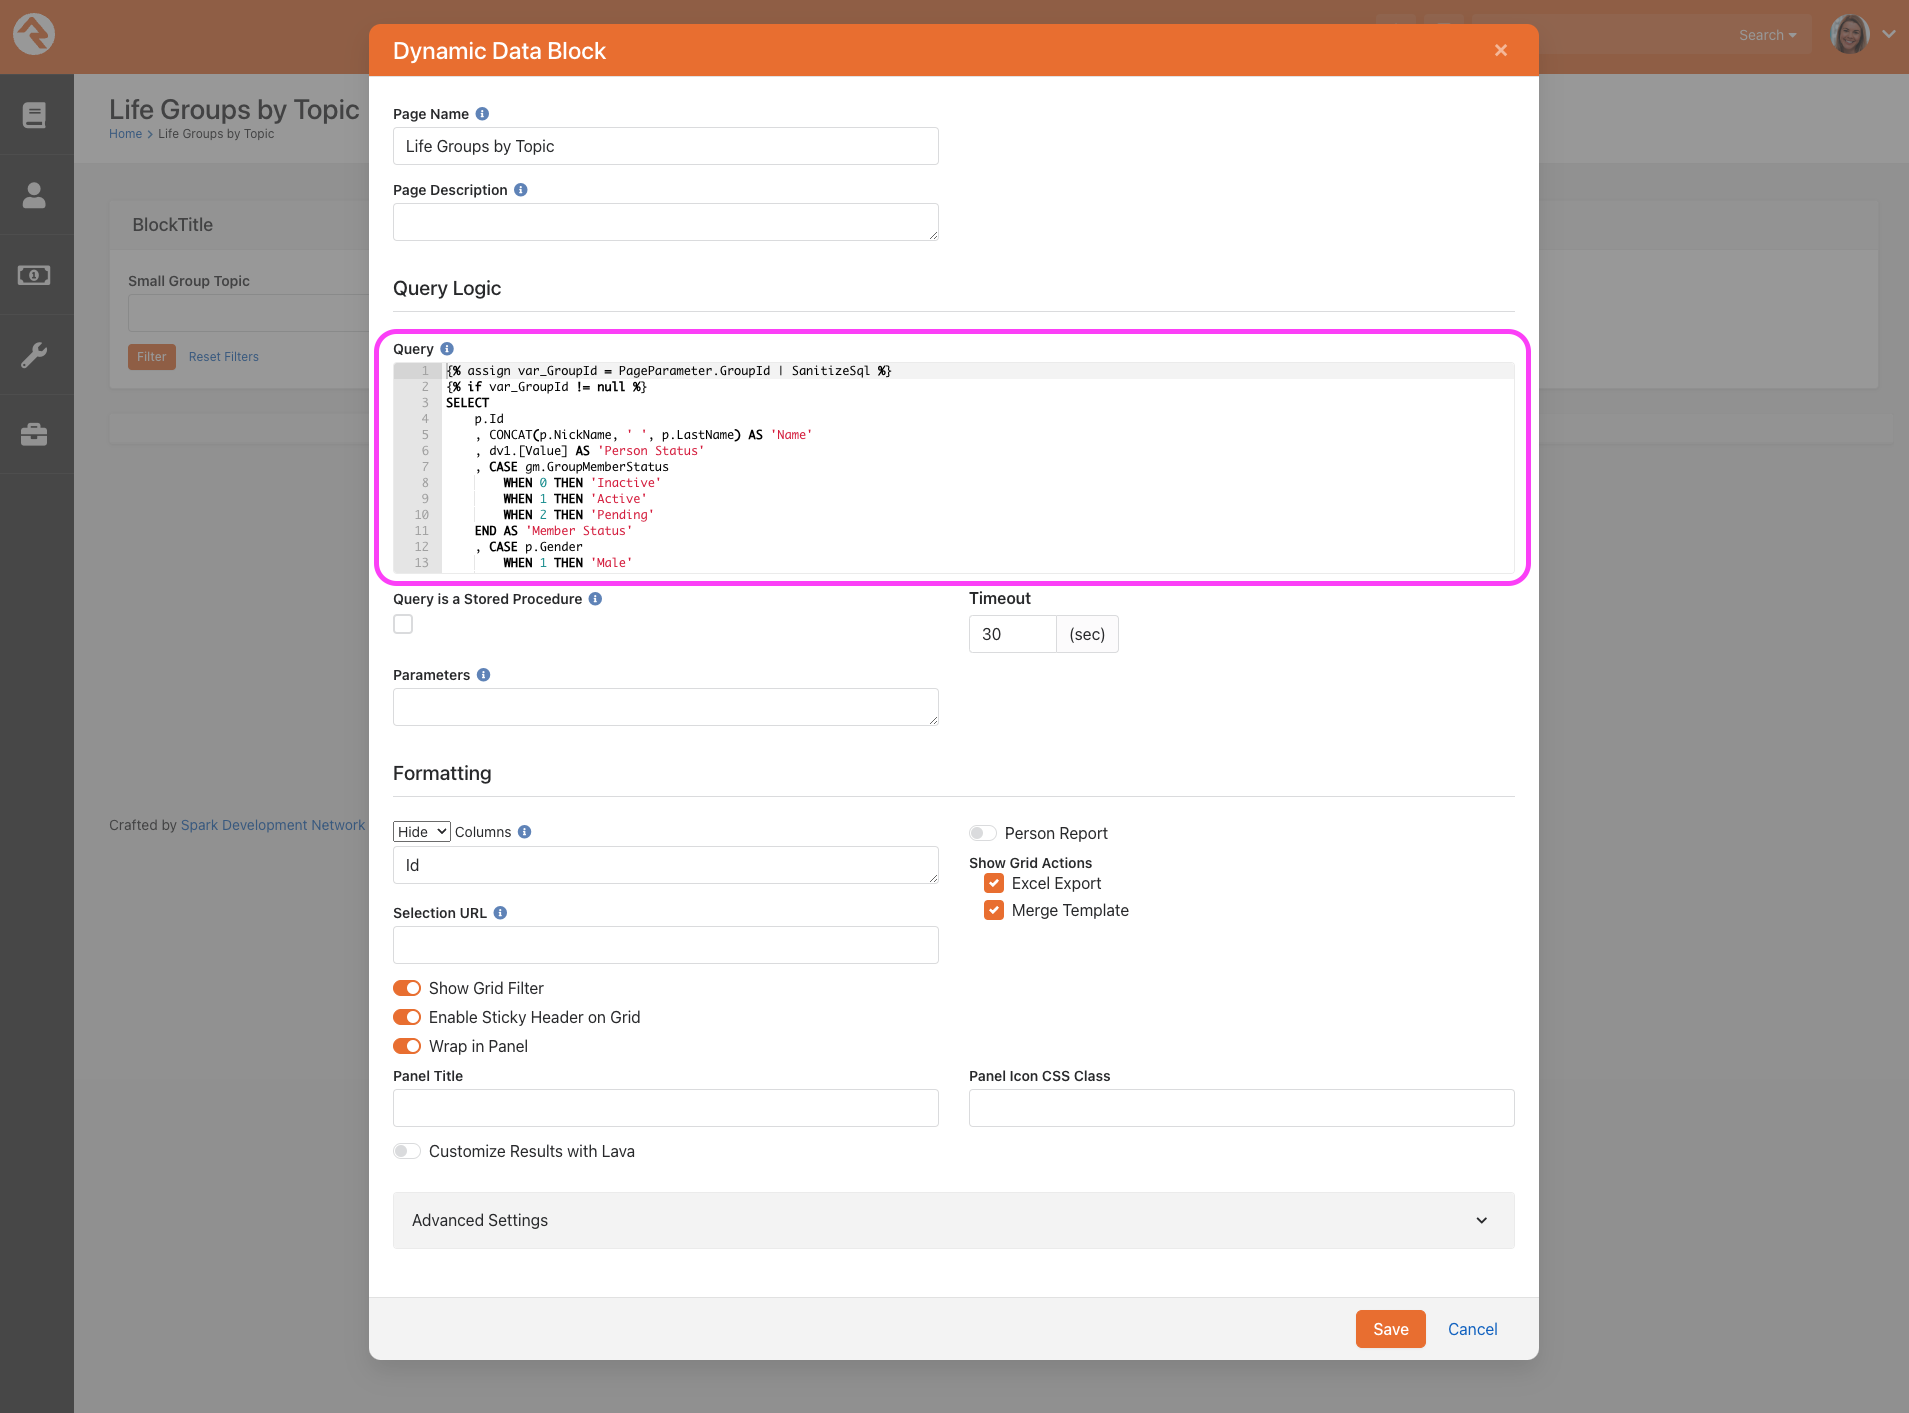 Search
Dynamic Data Block
×
Life Groups by Topic
Home > Life Groups by Topic
BlockTitle
Small Group Topic
Filter Reset Filters
Crafted by Spark Development Network
Page Name
Life Groups by Topic
Page Description
Query Logic
Query
1 {% assign var_GroupId = PageParameter.GroupId | SanitizeSql %}
2 {% if var_GroupId != null %}
3 SELECT
4 p.Id
5 , CONCAT(p.NickName, ' ', p.LastName) AS 'Name'
6 , dv1.[Value] AS 'Person Status'
7 , CASE gm.GroupMemberStatus
8 WHEN 0 THEN 'Inactive'
9 WHEN 1 THEN 'Active'
10 WHEN 2 THEN 'Pending'
11 END AS 'Member Status'
12 , CASE p.Gender
13 WHEN 1 THEN 'Male'
Query is a Stored Procedure
Timeout
30 (sec)
Parameters
Formatting
Hide Columns
Id
Person Report
Show Grid Actions
Excel Export
Merge Template
Selection URL
Show Grid Filter
Enable Sticky Header on Grid
Wrap in Panel
Panel Title
Panel Icon CSS Class
Customize Results with Lava
Advanced Settings
Save Cancel